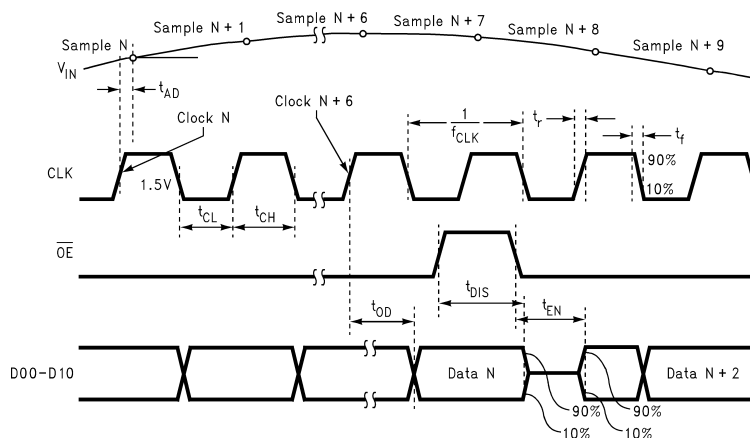 Sample N
Sample N + 1
Sample N + 6
Sample N + 7
Sample N + 8
Sample N + 9
VIN
tAD
Clock N
Clock N + 6
1
fCLK
tr
tf
CLK
1.5V
90%
10%
tCL
tCH
OE
tDIS
tEN
tOD
D00-D10
Data N
Data N + 2
90%
90%
10%
10%